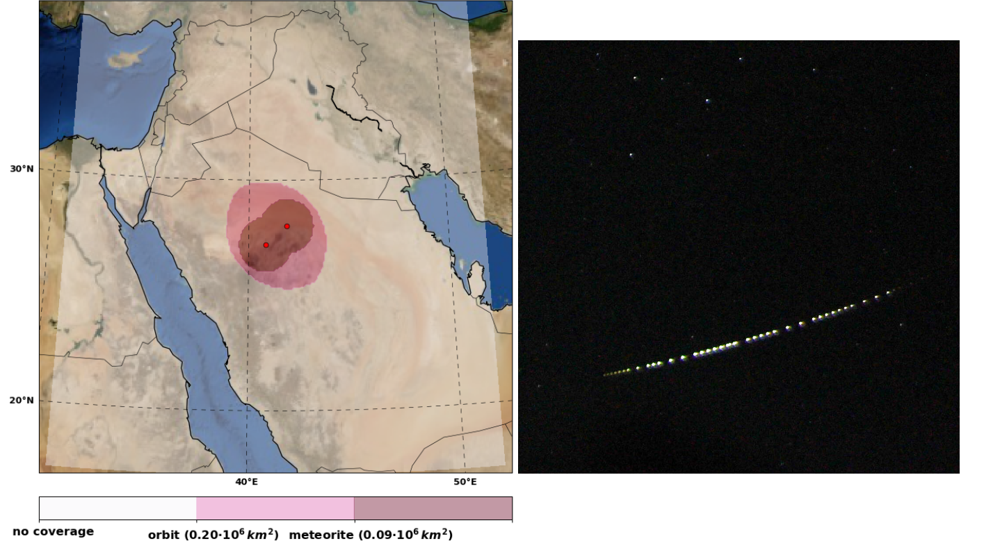 30°N
20°N
40°E 50°E
no coverage orbit (0.20·10⁶ km²) meteorite (0.09·10⁶ km²)